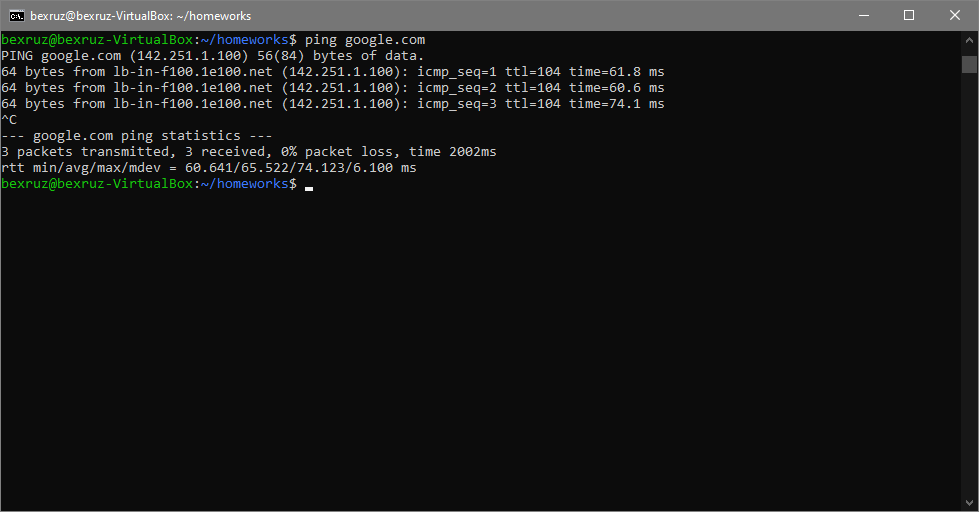 bexruz@bexruz-VirtualBox: ~/homeworks
bexruz@bexruz-VirtualBox:~/homeworks$ ping google.com
PING google.com (142.251.1.100) 56(84) bytes of data.
64 bytes from lb-in-f100.1e100.net (142.251.1.100): icmp_seq=1 ttl=104 time=61.8 ms
64 bytes from lb-in-f100.1e100.net (142.251.1.100): icmp_seq=2 ttl=104 time=60.6 ms
64 bytes from lb-in-f100.1e100.net (142.251.1.100): icmp_seq=3 ttl=104 time=74.1 ms
^C
--- google.com ping statistics ---
3 packets transmitted, 3 received, 0% packet loss, time 2002ms
rtt min/avg/max/mdev = 60.641/65.522/74.123/6.100 ms
bexruz@bexruz-VirtualBox:~/homeworks$